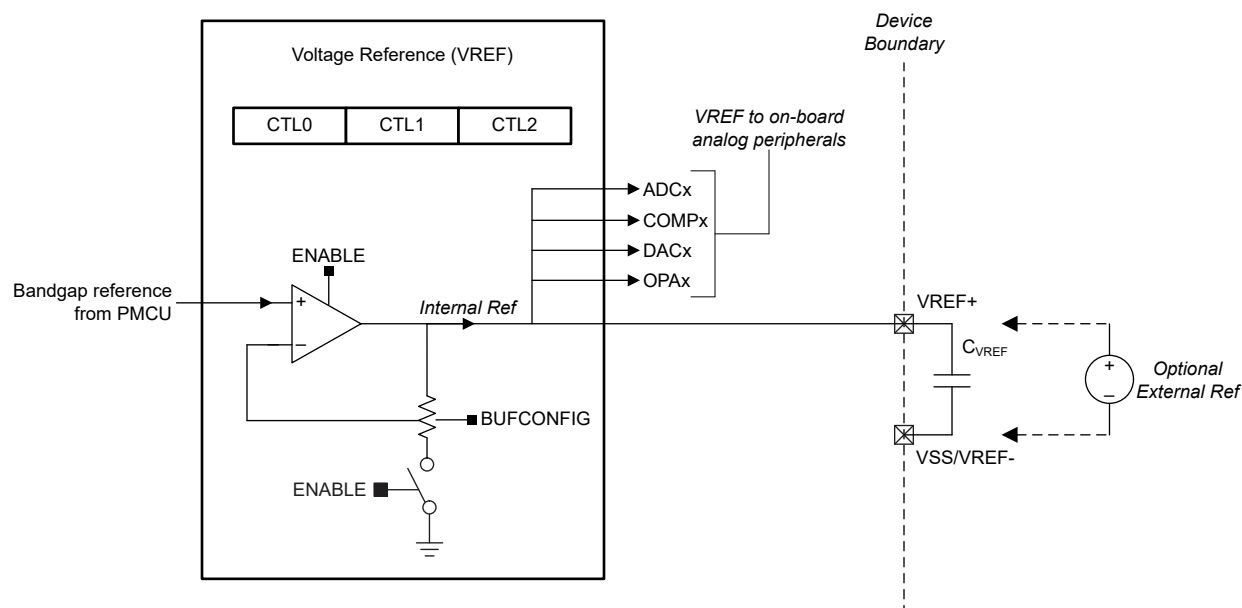 Device
Boundary
Voltage Reference (VREF)
CTL0 CTL1 CTL2
VREF to on-board
analog peripherals
ADCx
COMPx
DACx
OPAx
ENABLE
Bandgap reference
from PMCU
+
−
Internal Ref
BUFCONFIG
ENABLE
VREF+
CVREF
VSS/VREF-
+
−
Optional
External Ref